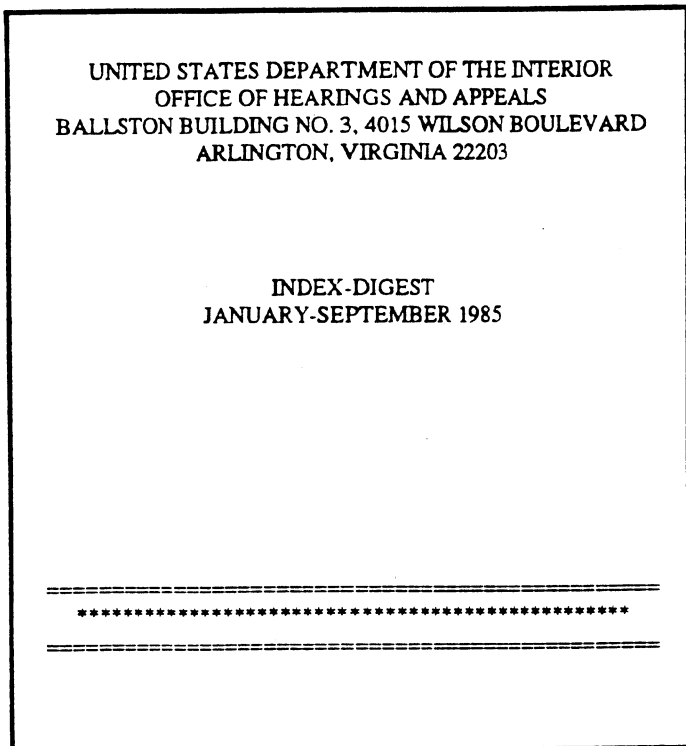 UNITED STATES DEPARTMENT OF THE INTERIOR
OFFICE OF HEARINGS AND APPEALS
BALLSTON BUILDING NO. 3, 4015 WILSON BOULEVARD
ARLINGTON, VIRGINIA 22203
INDEX-DIGEST
JANUARY-SEPTEMBER 1985